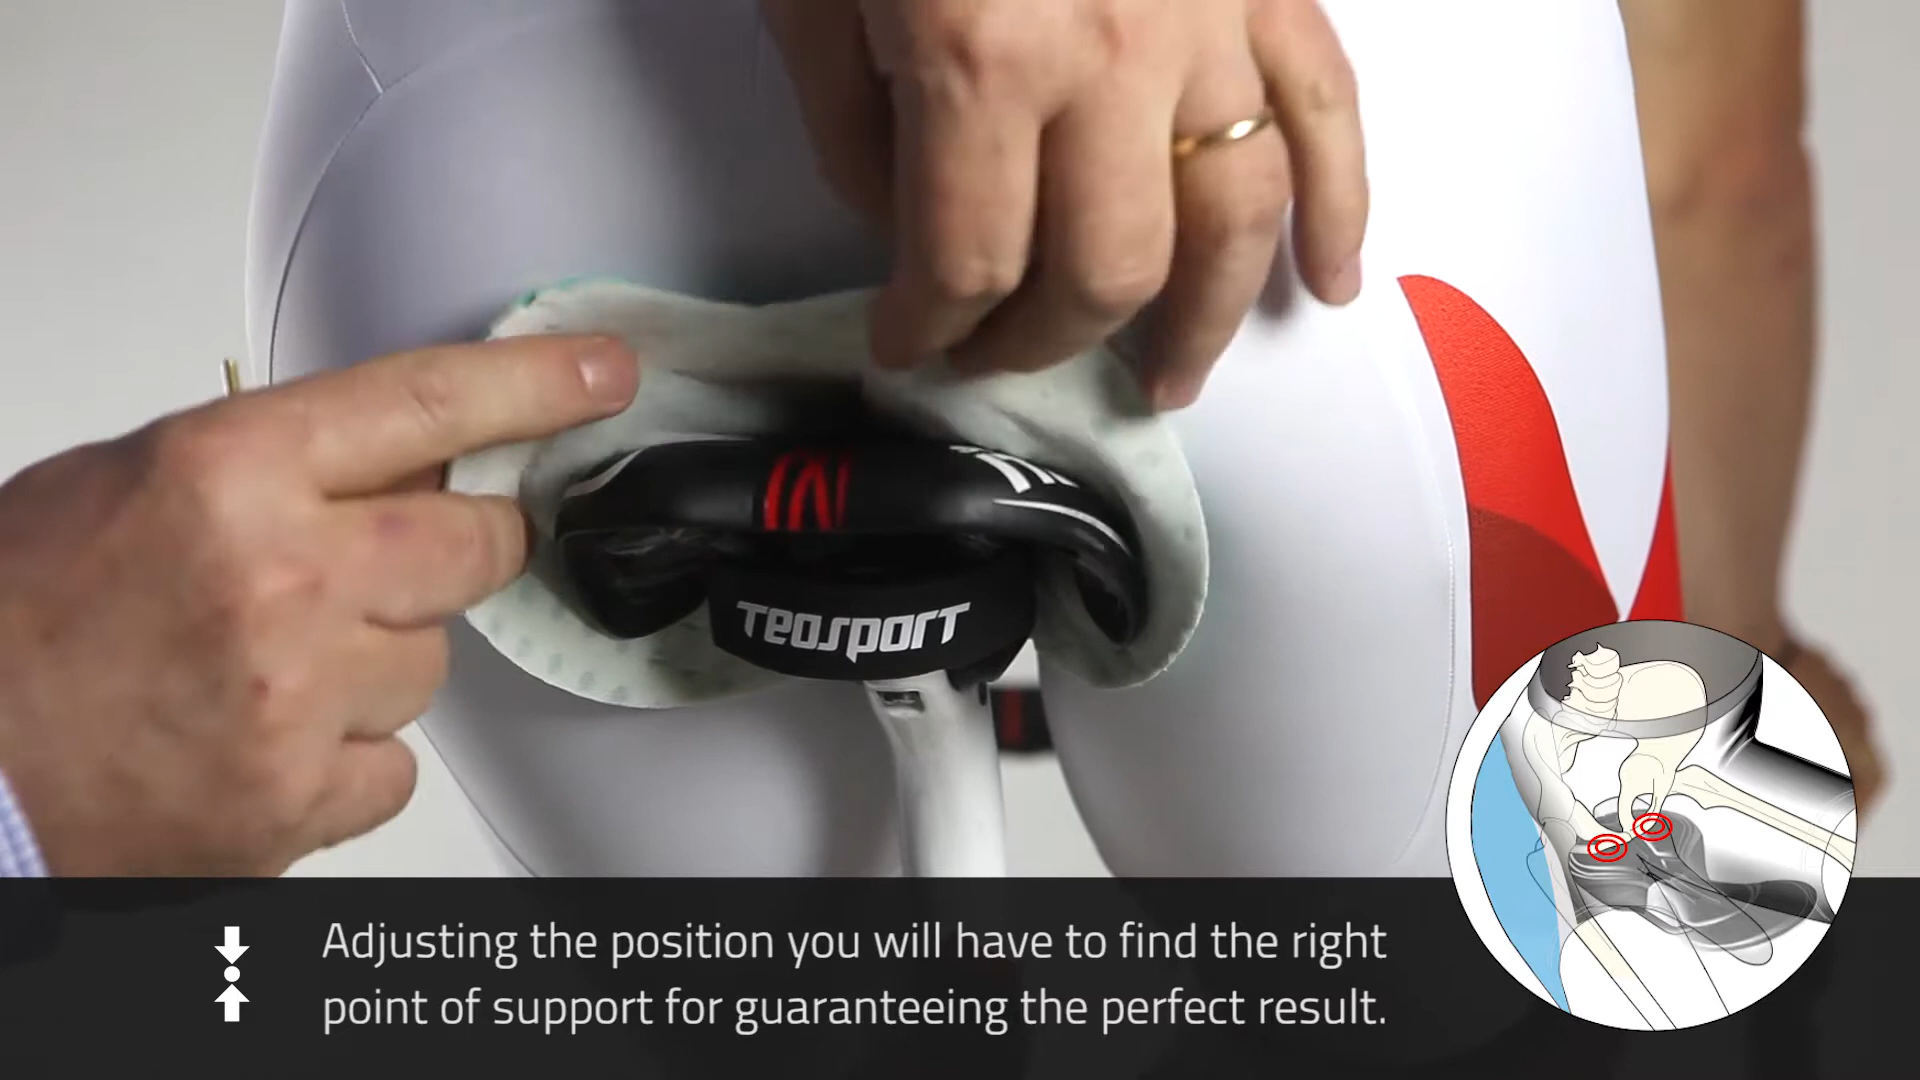 TEOSPORT
Adjusting the position you will have to find the right
point of support for guaranteeing the perfect result.